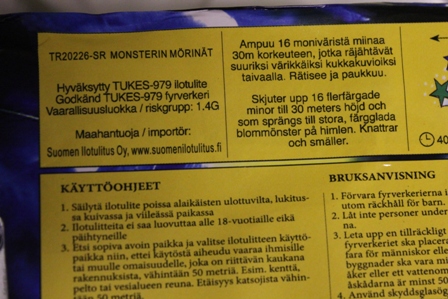 TR20226-SR MONSTERIN MÖRINÄT
Hyväksytty TUKES-979 ilotulite
Godkänd TUKES-979 fyrverkeri
Vaarallisuusluokka / riskgrupp: 1.4G
Maahantuoja / importör:
Suomen Ilotulitus Oy, www.suomenilotulitus.fi
Ampuu 16 moniväristä miinaa
30m korkeuteen, jotka räjähtävät
suuriksi värikkäiksi kukkakuvioiksi
taivaalla. Rätisee ja paukkuu.
Skjuter upp 16 flerfärgade
minor till 30 meters höjd och
som sprängs till stora, färgglada
blommönster på himlen. Knattrar
och smäller.
40
KÄYTTÖOHJEET
1. Säilytä ilotulite poissa alaikäisten ulottuvilta, lukitus-
sa kuivassa ja viileässä paikassa
2. Ilotulitteita ei saa luovuttaa alle 18-vuotiaille eikä
päihtyneille
3. Etsi sopiva avoin paikka ja valitse ilotulitteen käyttö-
paikka niin, ettei käytöstä aiheudu vaaraa ihmisille
tai muulle omaisuudelle, joka on riittävän kaukana
rakennuksista, vähintään 50 metriä. Esim. kenttä,
pelto tai vesialueen reuna. Etäisyys katsojista vähin-
tään 50 metriä.
BRUKSANVISNING
1. Förvara fyrverkerierna i
utom räckhåll för barn.
2. Låt inte personer under
na.
3. Leta upp en tillräckligt
fyrverkeriet ska placera
fara för människor elle
byggnader ska vara mi
åker eller ett vattenom
åskådarna är minst 50
4. Använd skyddsglasög